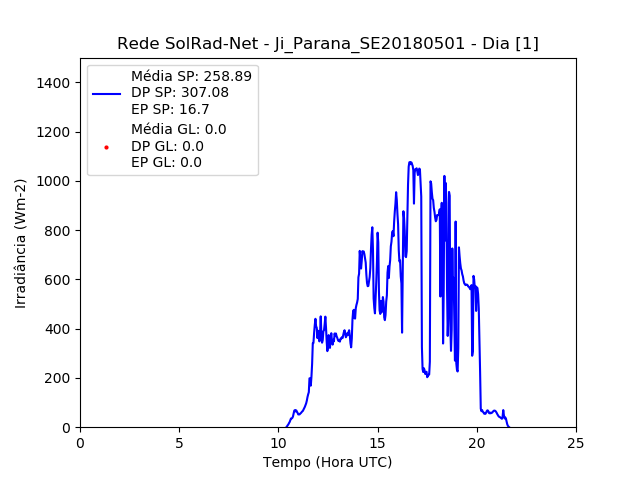 Rede SolRad-Net - Ji_Parana_SE20180501 - Dia [1]
Média SP: 258.89
DP SP: 307.08
EP SP: 16.7
Média GL: 0.0
DP GL: 0.0
EP GL: 0.0
Irradiância (Wm-2)
1400
1200
1000
800
600
400
200
0
0 5 10 15 20 25
Tempo (Hora UTC)